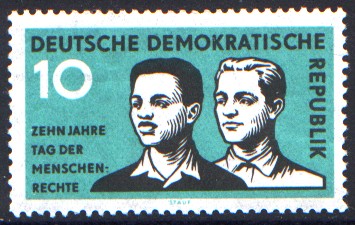 DEUTSCHE DEMOKRATISCHE
REPUBLIK
10
ZEHN JAHRE
TAG DER
MENSCHEN-
RECHTE